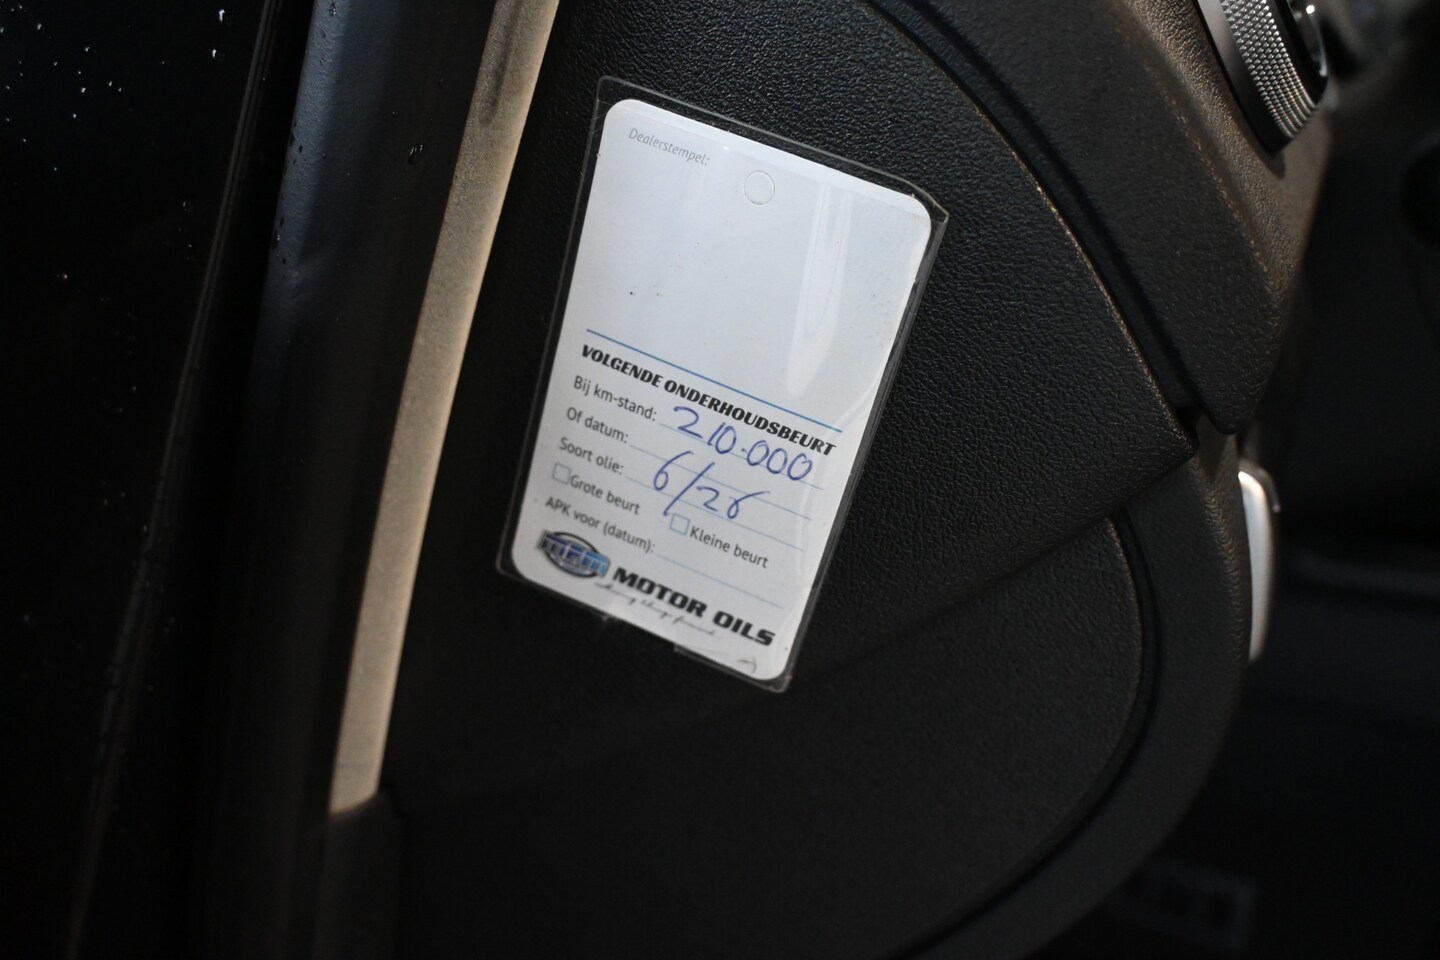 Dealerstempel:
VOLGENDE ONDERHOUDSBEURT
Bij km-stand: 210.000
Of datum: 6/26
Soort olie:
Grote beurt Kleine beurt
APK voor (datum):
MOTOR OILS